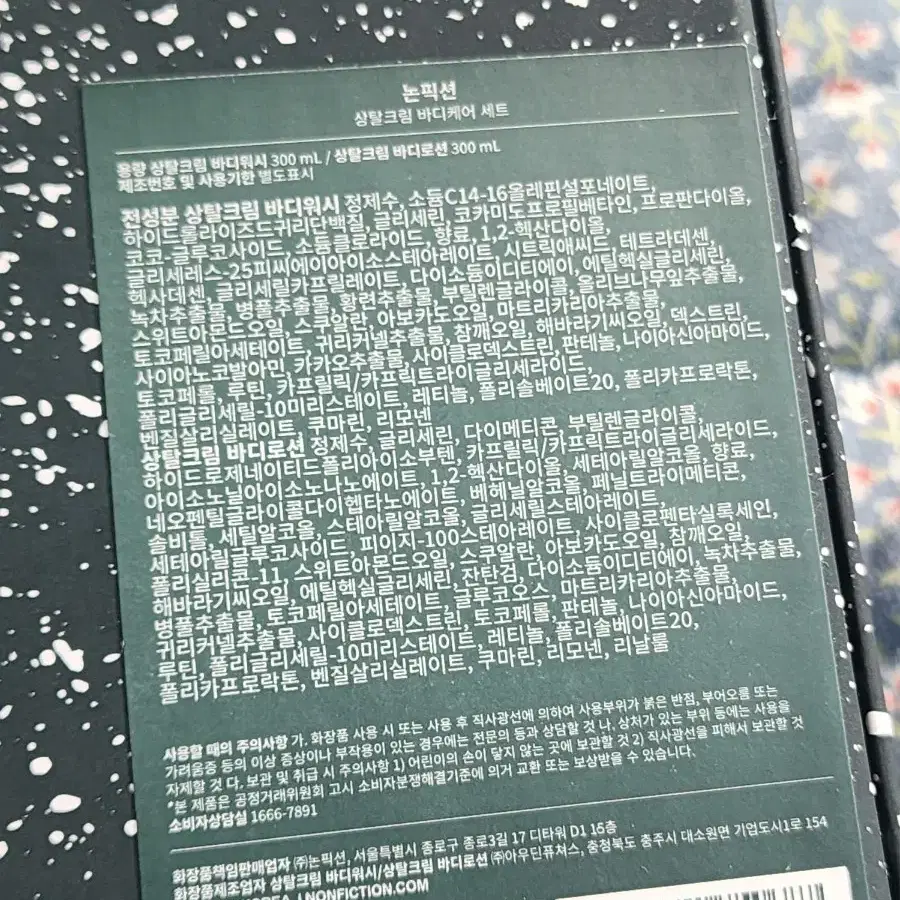 논픽션
상탈크림 바디케어 세트
용량 상탈크림 바디워시 300 mL / 상탈크림 바디로션 300 mL
제조번호 및 사용기한 별도표시
전성분 상탈크림 바디워시 정제수, 소듐C14-16올레핀설포네이트,
하이드롤라이즈드귀리단백질, 글리세린, 코카미도프로필베타인, 프로판다이올,
코코-글루코사이드, 소듐클로라이드, 향료, 1,2-헥산다이올,
글리세레스-25피씨에이아이소스테아레이트, 시트릭애씨드, 테트라데센,
헥사데센, 글리세릴카프릴레이트, 다이소듐이디티에이, 에틸헥실글리세린,
녹차추출물, 병풀추출물, 황련추출물, 부틸렌글라이콜, 올리브나무잎추출물,
스위트아몬드오일, 스쿠알란, 아보카도오일, 마트리카리아추출물,
토코페릴아세테이트, 귀리커넬추출물, 참깨오일, 해바라기씨오일, 덱스트린,
사이아노코발아민, 카카오추출물, 사이클로덱스트린, 판테놀, 나이아신아마이드,
토코페롤, 루틴, 카프릴릭/카프릭트라이글리세라이드,
폴리글리세릴-10미리스테이트, 레티놀, 폴리솔베이트20, 폴리카프로락톤,
벤질살리실레이트, 쿠마린, 리모넨
상탈크림 바디로션 정제수, 글리세린, 다이메티콘, 부틸렌글라이콜,
하이드로제네이티드폴리아이소부텐, 카프릴릭/카프릭트라이글리세라이드,
아이소노닐아이소노나노에이트, 1,2-헥산다이올, 세테아릴알코올, 향료,
네오펜틸글라이콜다이헵타노에이트, 베헤닐알코올, 페닐트라이메티콘,
솔비톨, 세틸알코올, 스테아릴알코올, 글리세릴스테아레이트,
세테아릴글루코사이드, 피이지-100스테아레이트, 사이클로펜타실록세인,
폴리실리콘-11, 스위트아몬드오일, 스쿠알란, 아보카도오일, 참깨오일,
해바라기씨오일, 에틸헥실글리세린, 잔탄검, 다이소듐이디티에이, 녹차추출물,
병풀추출물, 토코페릴아세테이트, 글루코오스, 마트리카리아추출물,
귀리커넬추출물, 사이클로덱스트린, 토코페롤, 판테놀, 나이아신아마이드,
루틴, 폴리글리세릴-10미리스테이트, 레티놀, 폴리솔베이트20,
폴리카프로락톤, 벤질살리실레이트, 쿠마린, 리모넨, 리날룰
사용할 때의 주의사항 가. 화장품 사용 시 또는 사용 후 직사광선에 의하여 사용부위가 붉은 반점, 부어오름 또는
가려움증 등의 이상 증상이나 부작용이 있는 경우에는 전문의 등과 상담할 것 나. 상처가 있는 부위 등에는 사용을
자제할 것 다. 보관 및 취급 시 주의사항 1) 어린이의 손이 닿지 않는 곳에 보관할 것 2) 직사광선을 피해서 보관할 것
*본 제품은 공정거래위원회 고시 소비자분쟁해결기준에 의거 교환 또는 보상받을 수 있습니다.
소비자상담실 1666-7891
화장품책임판매업자 ㈜논픽션, 서울특별시 종로구 종로3길 17 디타워 D1 16층
화장품제조업자 상탈크림 바디워시/상탈크림 바디로션 ㈜아우딘퓨쳐스, 충청북도 충주시 대소원면 기업도시1로 154
NONFICTION.COM